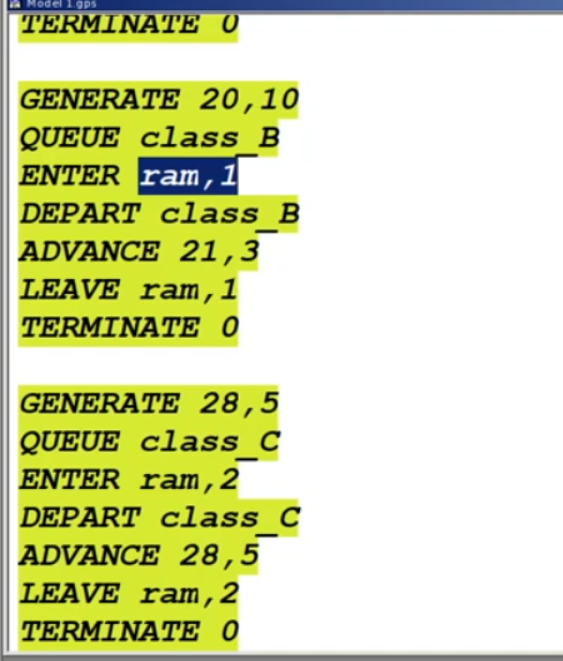 Model 1.gps
TERMINATE 0
GENERATE 20,10
QUEUE class_B
ENTER ram,1
DEPART class_B
ADVANCE 21,3
LEAVE ram,1
TERMINATE 0
GENERATE 28,5
QUEUE class_C
ENTER ram,2
DEPART class_C
ADVANCE 28,5
LEAVE ram,2
TERMINATE 0